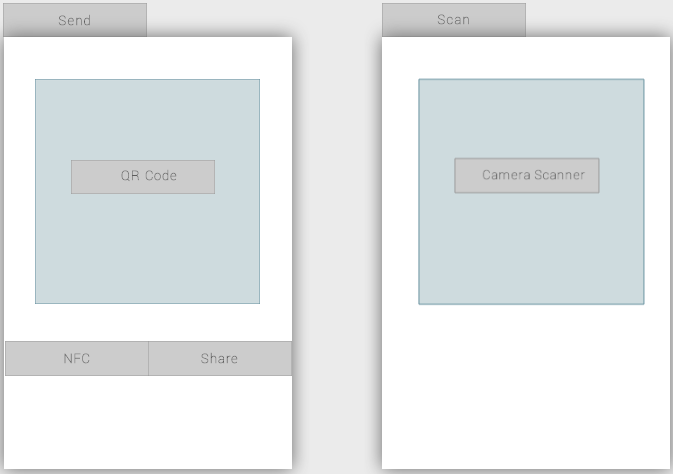 Send
QR Code
NFC
Share
Scan
Camera Scanner